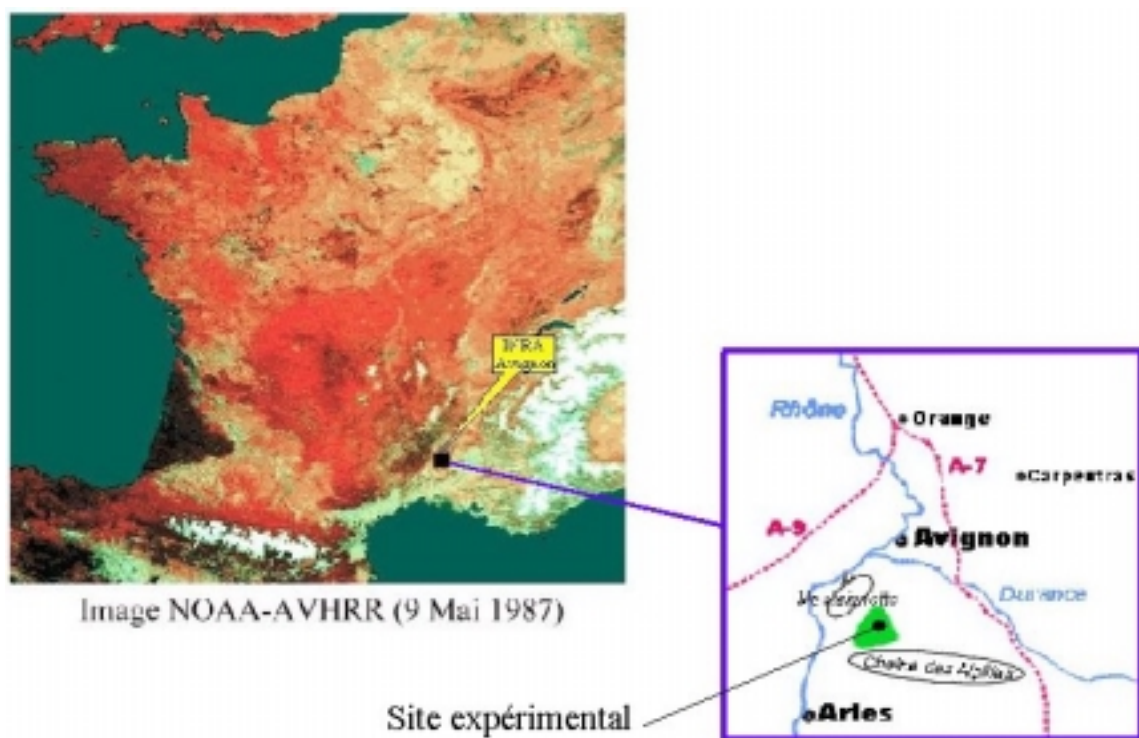 INRA
Avignon
Image NOAA-AVHRR (9 Mai 1987)
Rhône
Orange
A-7
Carpentras
A-9
Avignon
Durance
Chaîne des Alpilles
Site expérimental
Arles